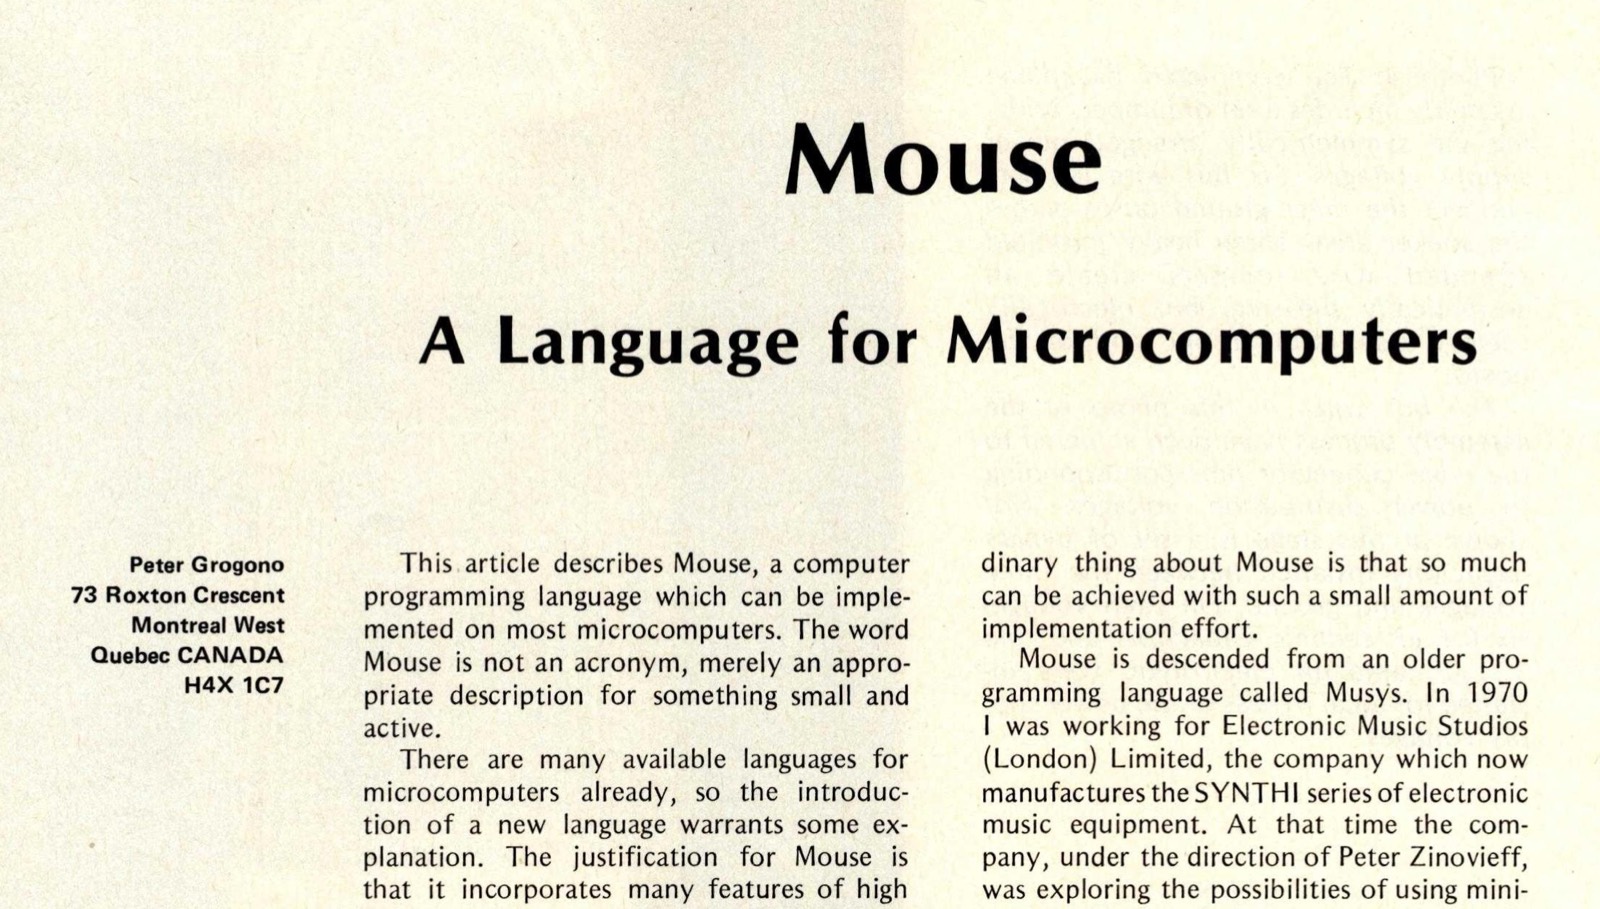 Mouse
A Language for Microcomputers
Peter Grogono
73 Roxton Crescent
Montreal West
Quebec CANADA
H4X 1C7
This article describes Mouse, a computer
programming language which can be imple-
mented on most microcomputers. The word
Mouse is not an acronym, merely an appro-
priate description for something small and
active.
There are many available languages for
microcomputers already, so the introduc-
tion of a new language warrants some ex-
planation. The justification for Mouse is
that it incorporates many features of high
dinary thing about Mouse is that so much
can be achieved with such a small amount of
implementation effort.
Mouse is descended from an older pro-
gramming language called Musys. In 1970
I was working for Electronic Music Studios
(London) Limited, the company which now
manufactures the SYNTHI series of electronic
music equipment. At that time the com-
pany, under the direction of Peter Zinovieff,
was exploring the possibilities of using mini-